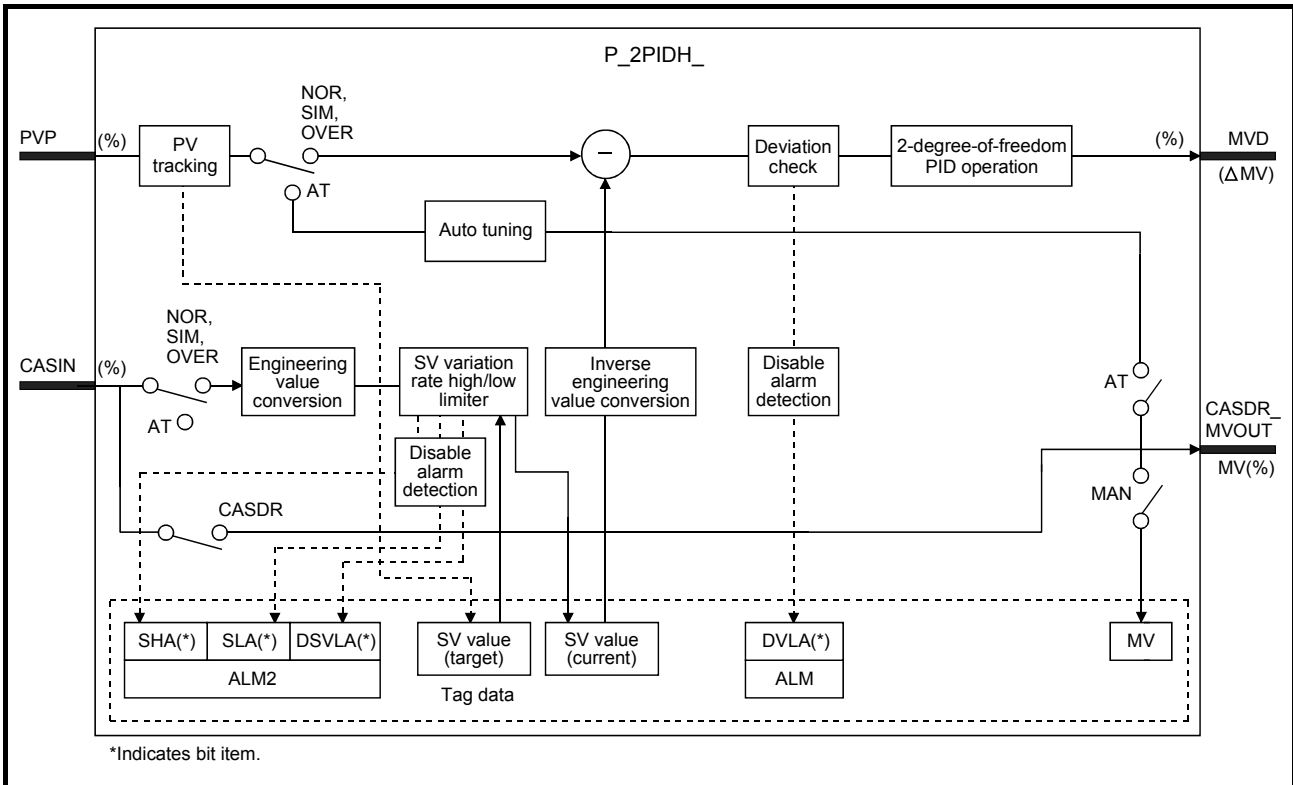 P_2PIDH_
NOR,
SIM,
OVER
PVP
(%)
PV
tracking
AT
−
Deviation
check
2-degree-of-freedom
PID operation
(%)
MVD
(ΔMV)
Auto tuning
NOR,
SIM,
OVER
CASIN
(%)
AT
Engineering
value
conversion
SV variation
rate high/low
limiter
Inverse
engineering
value conversion
Disable
alarm
detection
AT
CASDR_
MVOUT
MV(%)
Disable
alarm
detection
MAN
CASDR
SHA(*)
SLA(*)
DSVLA(*)
ALM2
SV value
(target)
Tag data
SV value
(current)
DVLA(*)
ALM
MV
*Indicates bit item.